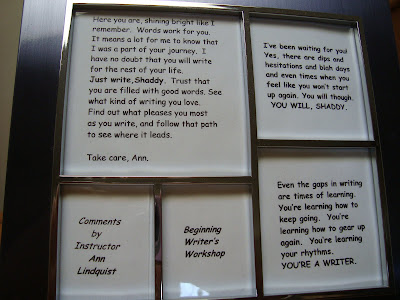 Here you are, shining bright like I
remember. Words work for you.
It means a lot for me to know that
I was a part of your journey. I
have no doubt that you will write
for the rest of your life.
Just write,Shaddy. Trust that
you are filled with good words. See
what kind of writing you love.
Find out what pleases you most
as you write, and follow that path
to see where it leads.
Take care, Ann.
I've been waiting for you!
Yes, there are dips and
hesitations and blah days
and even times when you
feel like you won't start
up again. You will though.
YOU WILL, SHADDY.
Comments
by
Instructor
Ann
Lindquist
Beginning
Writer's
Workshop
Even the gaps in writing
are times of learning.
You're learning how to
keep going. You're
learning how to gear up
again. You're learning
your rhythms.
YOU'RE A WRITER.